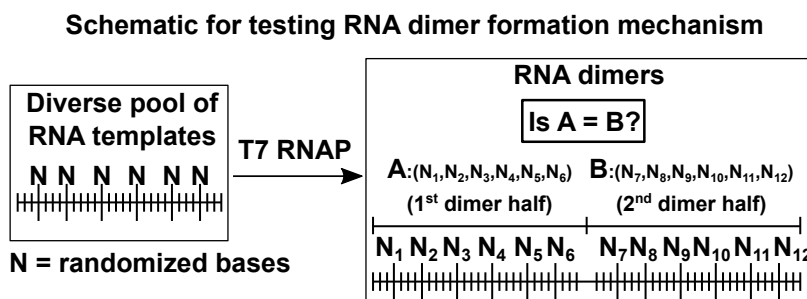 Schematic for testing RNA dimer formation mechanism
Diverse pool of
RNA templates
N N N N N N
N = randomized bases
T7 RNAP
RNA dimers
Is A = B?
A:(N₁,N₂,N₃,N₄,N₅,N₆) B:(N₇,N₈,N₉,N₁₀,N₁₁,N₁₂)
(1ˢᵗ dimer half) (2ⁿᵈ dimer half)
N₁ N₂ N₃ N₄ N₅ N₆ N₇ N₈ N₉ N₁₀ N₁₁ N₁₂